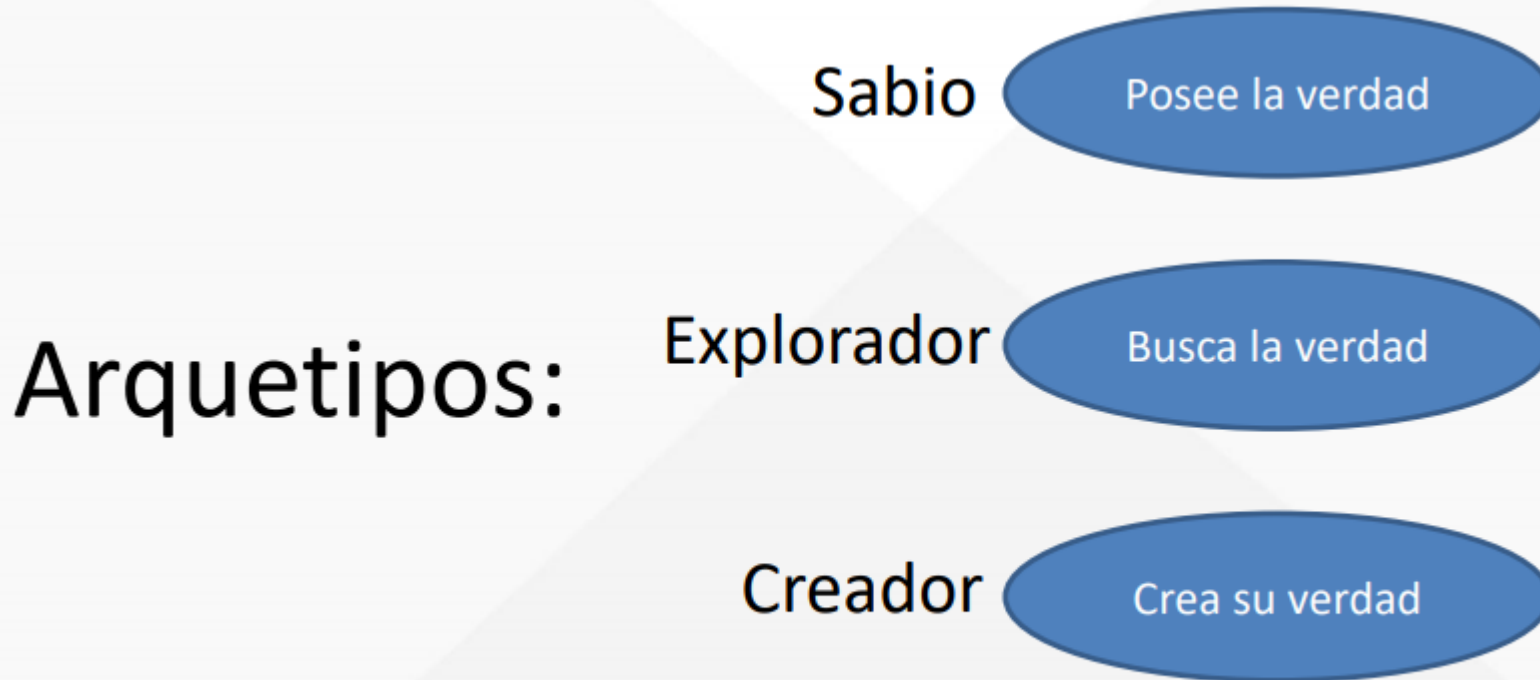 Sabio
Posee la verdad
Arquetipos:
Explorador
Busca la verdad
Creador
Crea su verdad